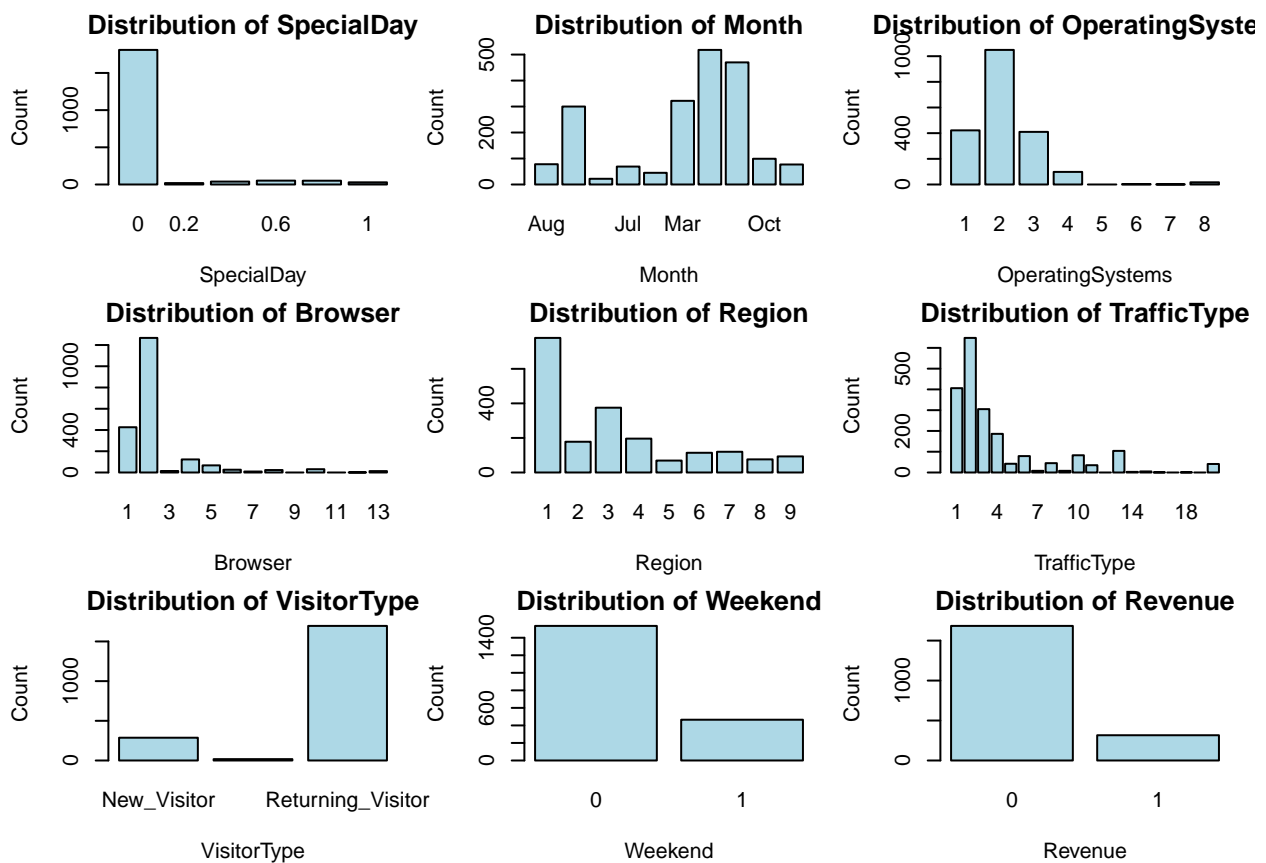 Distribution of SpecialDay
Count
0 1000
0 0.2 0.6 1
SpecialDay
Distribution of Month
Count
0 200 500
Aug Jul Mar Oct
Month
Distribution of OperatingSyste
Count
0 400 1000
1 2 3 4 5 6 7 8
OperatingSystems
Distribution of Browser
Count
0 400 1000
1 3 5 7 9 11 13
Browser
Distribution of Region
Count
0 400
1 2 3 4 5 6 7 8 9
Region
Distribution of TrafficType
Count
0 200 500
1 4 7 10 14 18
TrafficType
Distribution of VisitorType
Count
0 1000
New_Visitor Returning_Visitor
VisitorType
Distribution of Weekend
Count
0 600 1400
0 1
Weekend
Distribution of Revenue
Count
0 1000
0 1
Revenue